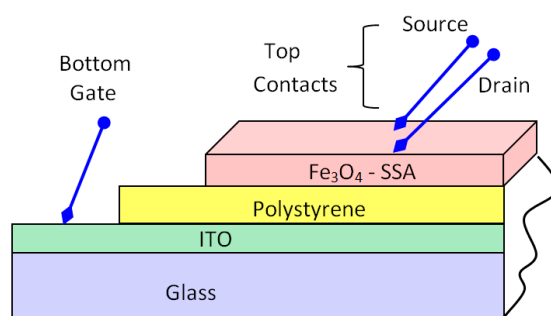 Source
Top
Contacts
Drain
Bottom
Gate
Fe₃O₄ - SSA
Polystyrene
ITO
Glass